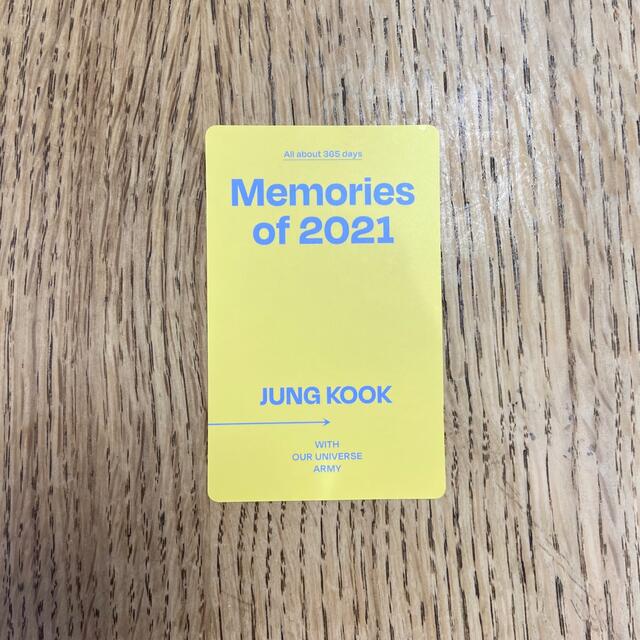 All about 365 days
Memories
of 2021
JUNG KOOK
WITH
OUR UNIVERSE
ARMY